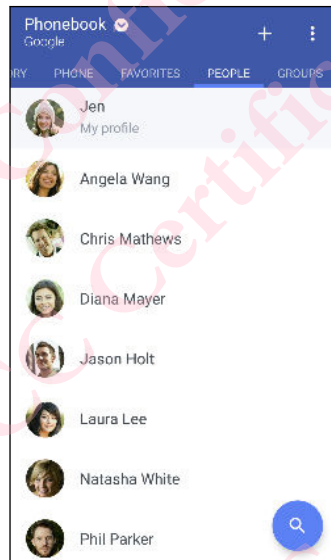 Phonebook
Google
RY PHONE FAVORITES PEOPLE GROUPS
Jen
My profile
Angela Wang
Chris Mathews
Diana Mayer
Jason Holt
Laura Lee
Natasha White
Phil Parker